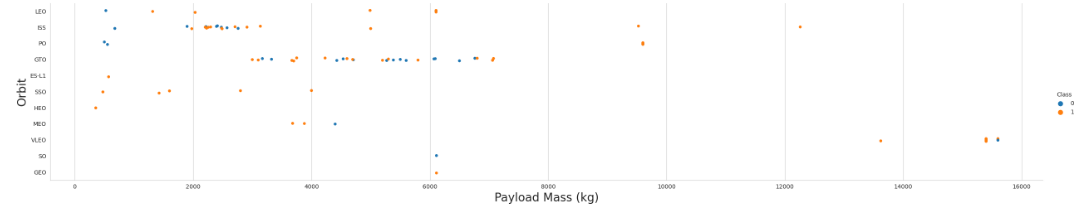 LEO
ISS
PO
GTO
ES-L1
SSO
HEO
MEO
VLEO
SO
GEO
Orbit
0
2000
4000
6000
8000
10000
12000
14000
16000
Payload Mass (kg)
Class
0
1